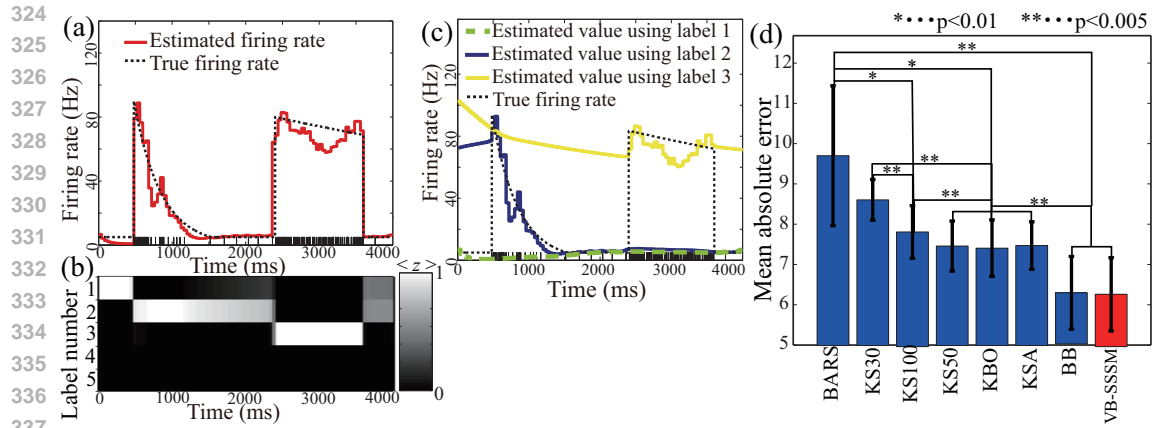 324
325
326
327
328
329
330
331
332
333
334
335
336
337
(a)
Estimated firing rate
True firing rate
Firing rate (Hz)
0 40 80 120
0 1000 2000 3000 4000
Time (ms)
(b)
Label number
1
2
3
4
5
0 1000 2000 3000 4000
Time (ms)
<z>
1
0
(c)
Estimated value using label 1
Estimated value using label 2
Estimated value using label 3
True firing rate
Firing rate (Hz)
0 40 80 120
0 1000 2000 3000 4000
Time (ms)
(d)
*•••p<0.01 **•••p<0.005
Mean absolute error
12
11
10
9
8
7
6
5
**
*
*
**
**
**
**
BARS
KS30
KS100
KS50
KBO
KSA
BB
VB-SSSM